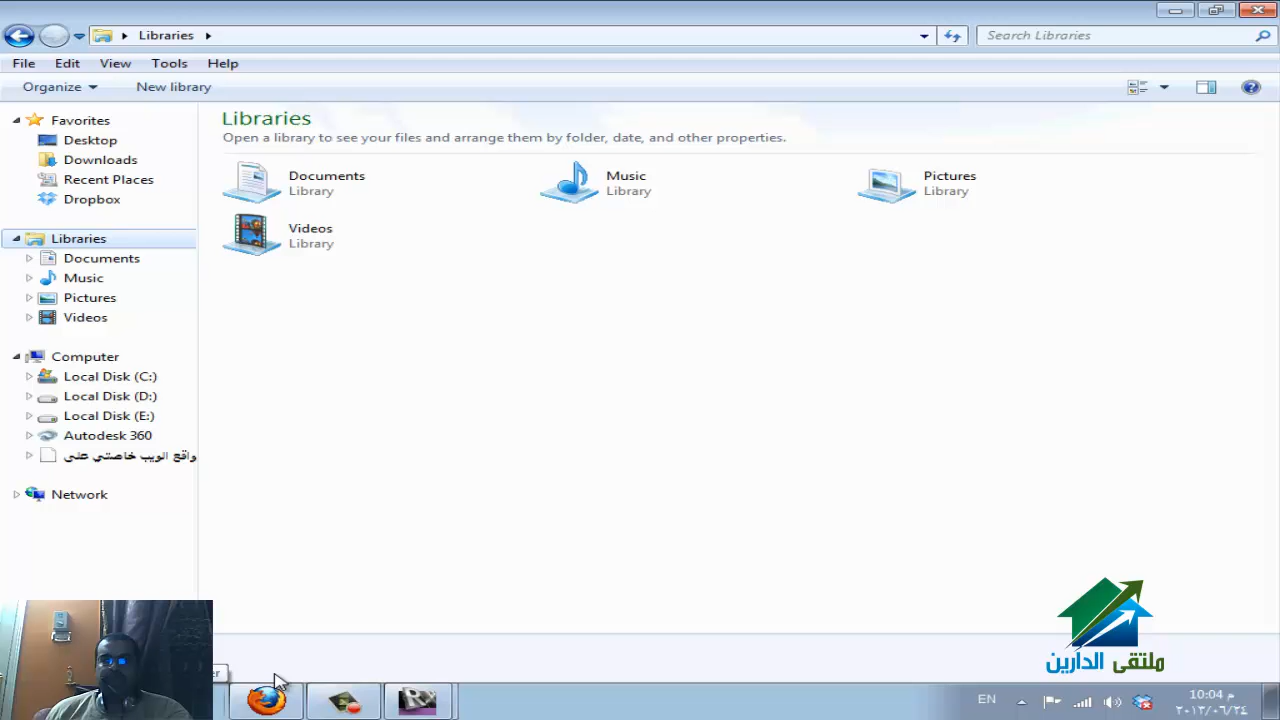 Libraries
Search Libraries
File Edit View Tools Help
Organize New library
Favorites
Desktop
Downloads
Recent Places
Dropbox
Libraries
Documents
Music
Pictures
Videos
Computer
Local Disk (C:)
Local Disk (D:)
Local Disk (E:)
Autodesk 360
واقع الويب خاصتي على
Network
Libraries
Open a library to see your files and arrange them by folder, date, and other properties.
Documents
Library
Music
Library
Pictures
Library
Videos
Library
ملتقى الدارين
er
EN
10:04 م
٢٠١٣/٠٦/٢٤